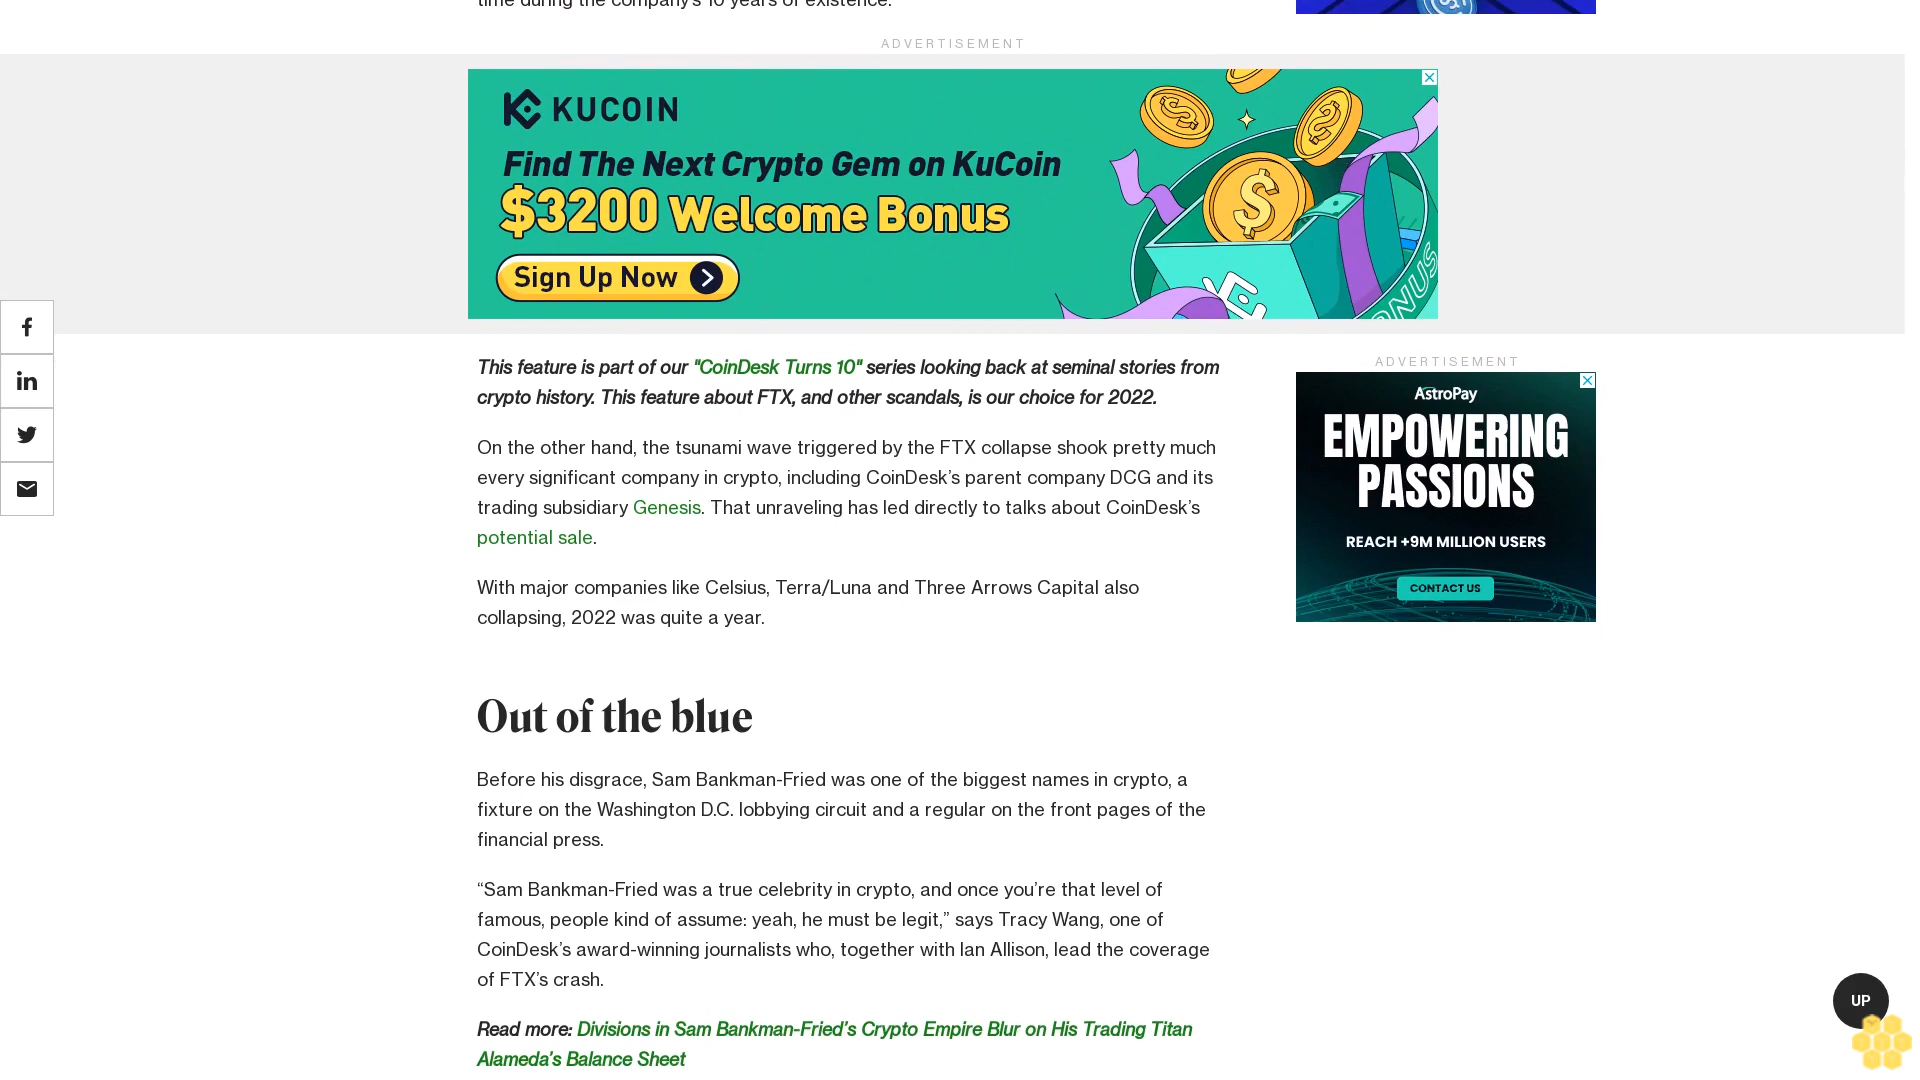 time during the company's 10 years of existence.
ADVERTISEMENT
KUCOIN
Find The Next Crypto Gem on KuCoin
$3200 Welcome Bonus
Sign Up Now
BONUS
This feature is part of our "CoinDesk Turns 10" series looking back at seminal stories from
crypto history. This feature about FTX, and other scandals, is our choice for 2022.
On the other hand, the tsunami wave triggered by the FTX collapse shook pretty much
every significant company in crypto, including CoinDesk’s parent company DCG and its
trading subsidiary Genesis. That unraveling has led directly to talks about CoinDesk’s
potential sale.
With major companies like Celsius, Terra/Luna and Three Arrows Capital also
collapsing, 2022 was quite a year.
ADVERTISEMENT
AstroPay
EMPOWERING
PASSIONS
REACH +9M MILLION USERS
CONTACT US
Out of the blue
Before his disgrace, Sam Bankman-Fried was one of the biggest names in crypto, a
fixture on the Washington D.C. lobbying circuit and a regular on the front pages of the
financial press.
“Sam Bankman-Fried was a true celebrity in crypto, and once you’re that level of
famous, people kind of assume: yeah, he must be legit,” says Tracy Wang, one of
CoinDesk’s award-winning journalists who, together with Ian Allison, lead the coverage
of FTX’s crash.
Read more: Divisions in Sam Bankman-Fried’s Crypto Empire Blur on His Trading Titan
Alameda’s Balance Sheet
UP